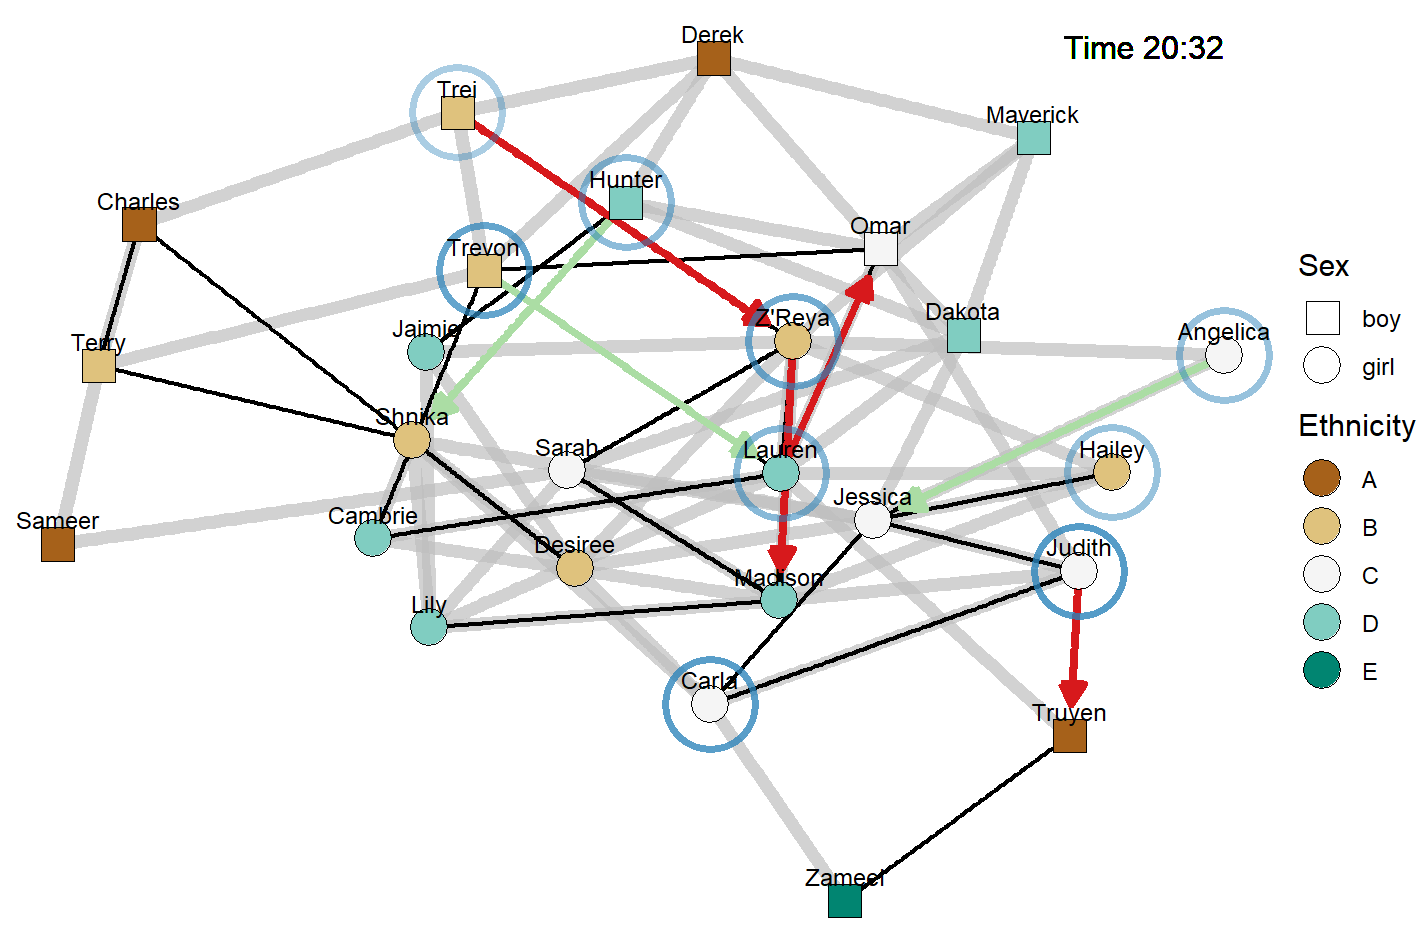 Derek
Time 20:32
Trei
Maverick
Hunter
Charles
Omar
Trevon
Z'Reya
Dakota
Jaimie
Angelica
Terry
Shnika
Sarah
Lauren
Hailey
Jessica
Sameer
Cambrie
Desiree
Judith
Madison
Lily
Carla
Truyen
Zameel
Sex
boy
girl
Ethnicity
A
B
C
D
E